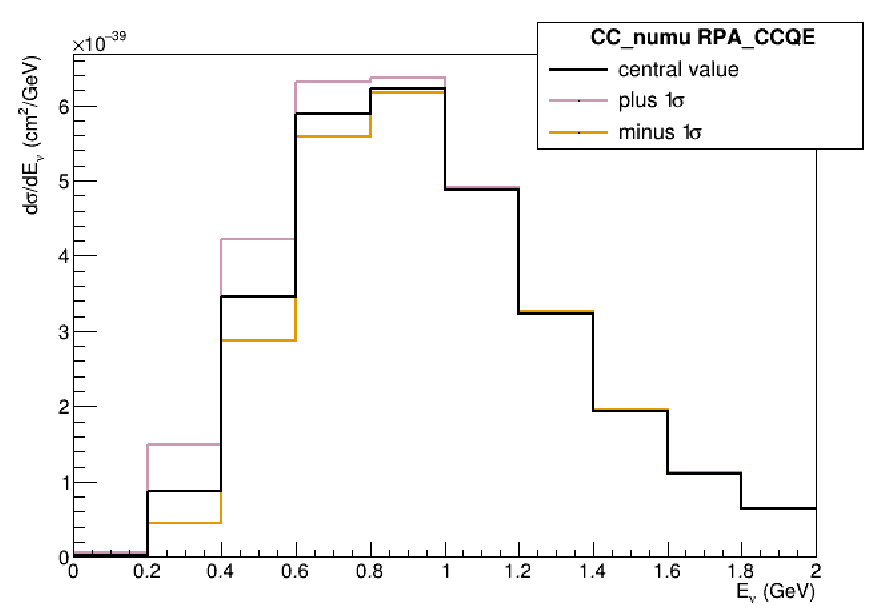 ×10⁻³⁹
CC_numu RPA_CCQE
central value
plus 1σ
minus 1σ
dσ/dEᵥ (cm²/GeV)
6
5
4
3
2
1
0
0 0.2 0.4 0.6 0.8 1 1.2 1.4 1.6 1.8 2
Eᵥ (GeV)